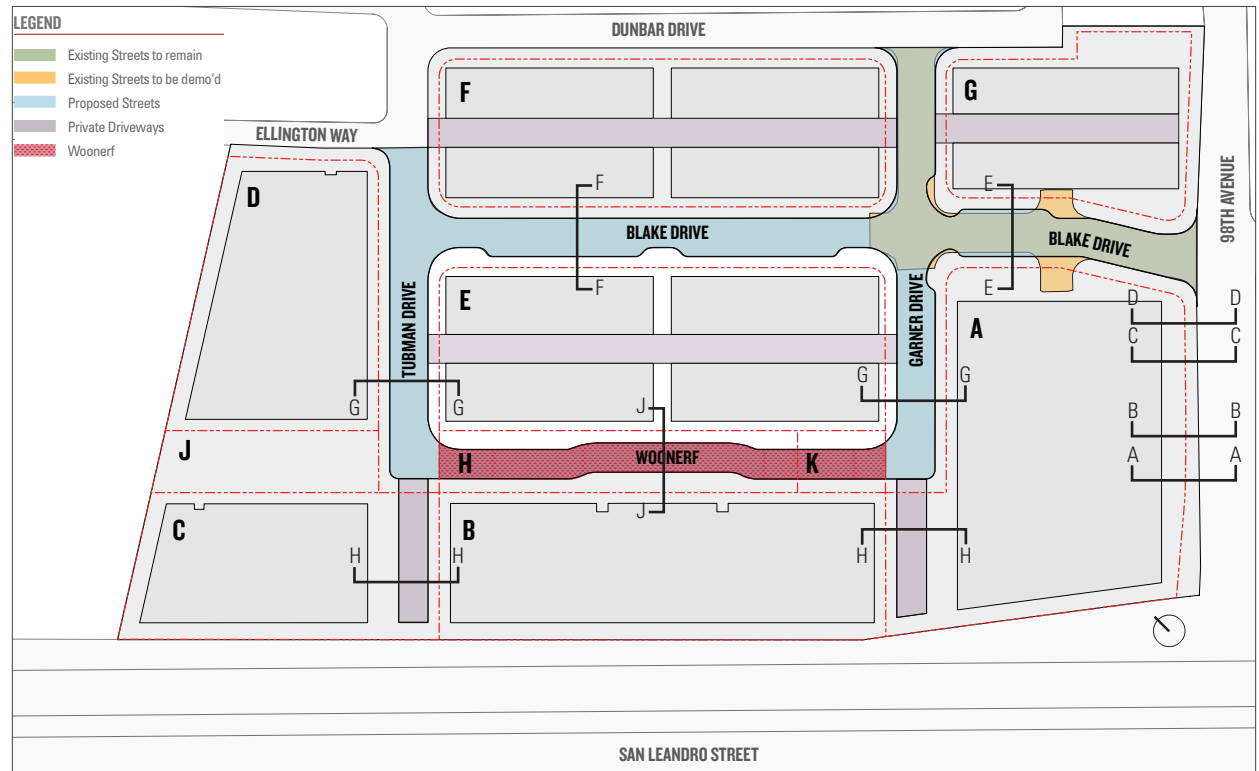 LEGEND
Existing Streets to remain
Existing Streets to be demo'd
Proposed Streets
Private Driveways
Woonerf
DUNBAR DRIVE
ELLINGTON WAY
98TH AVENUE
F
G
D
F
E
BLAKE DRIVE
BLAKE DRIVE
TUBMAN DRIVE
GARNER DRIVE
E
F
E
A
D D
C C
G G
G G
J
B B
J
H
WOONERF
K
A A
C
B
J
H H
H H
SAN LEANDRO STREET